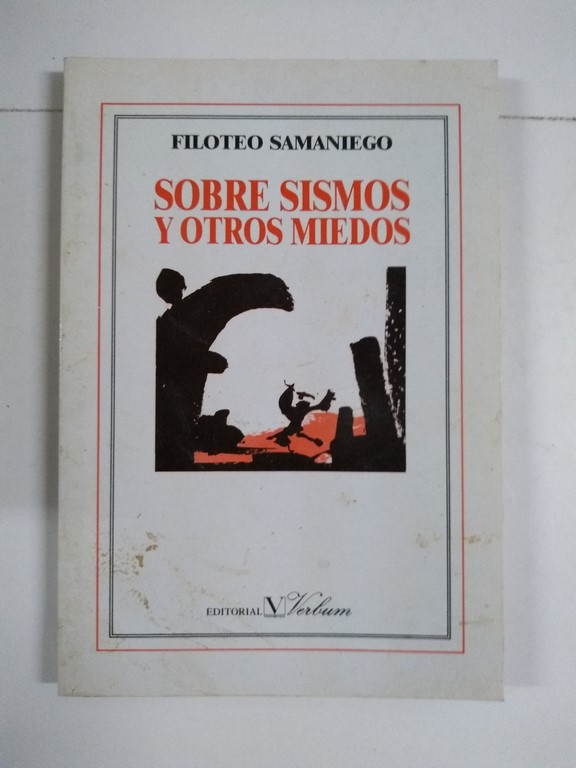 FILOTEO SAMANIEGO
SOBRE SISMOS
Y OTROS MIEDOS
EDITORIAL V Verbum